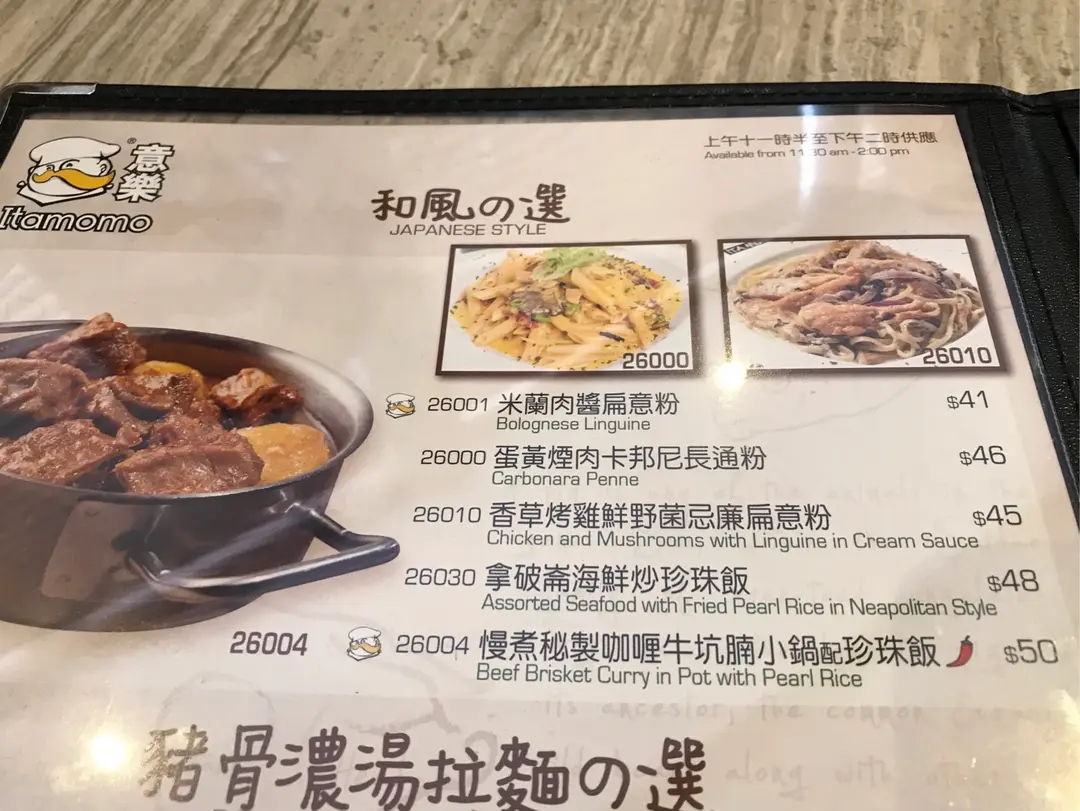 意樂
Itamomo
上午十一時半至下午二時供應
Available from 11:30 am - 2:00 pm
和風の選
JAPANESE STYLE
26000
26010
26001 米蘭肉醬扁意粉 $41
Bolognese Linguine
26000 蛋黃煙肉卡邦尼長通粉 $46
Carbonara Penne
26010 香草烤雞鮮野菌忌廉扁意粉 $45
Chicken and Mushrooms with Linguine in Cream Sauce
26030 拿破崙海鮮炒珍珠飯 $48
Assorted Seafood with Fried Pearl Rice in Neapolitan Style
26004
26004 慢煮秘製咖喱牛坑腩小鍋配珍珠飯 $50
Beef Brisket Curry in Pot with Pearl Rice
豬骨濃湯拉麵の選